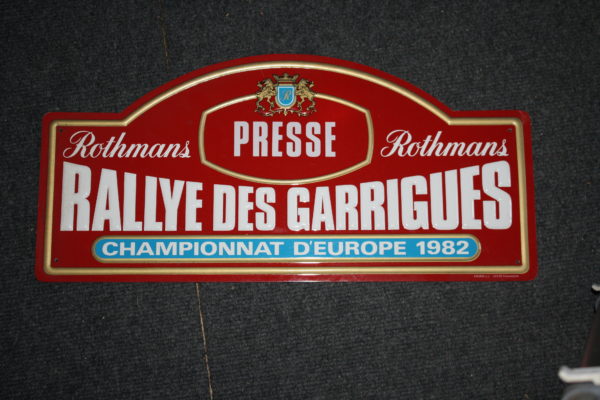 PRESSE
Rothmans Rothmans
RALLYE DES GARRIGUES
CHAMPIONNAT D'EUROPE 1982